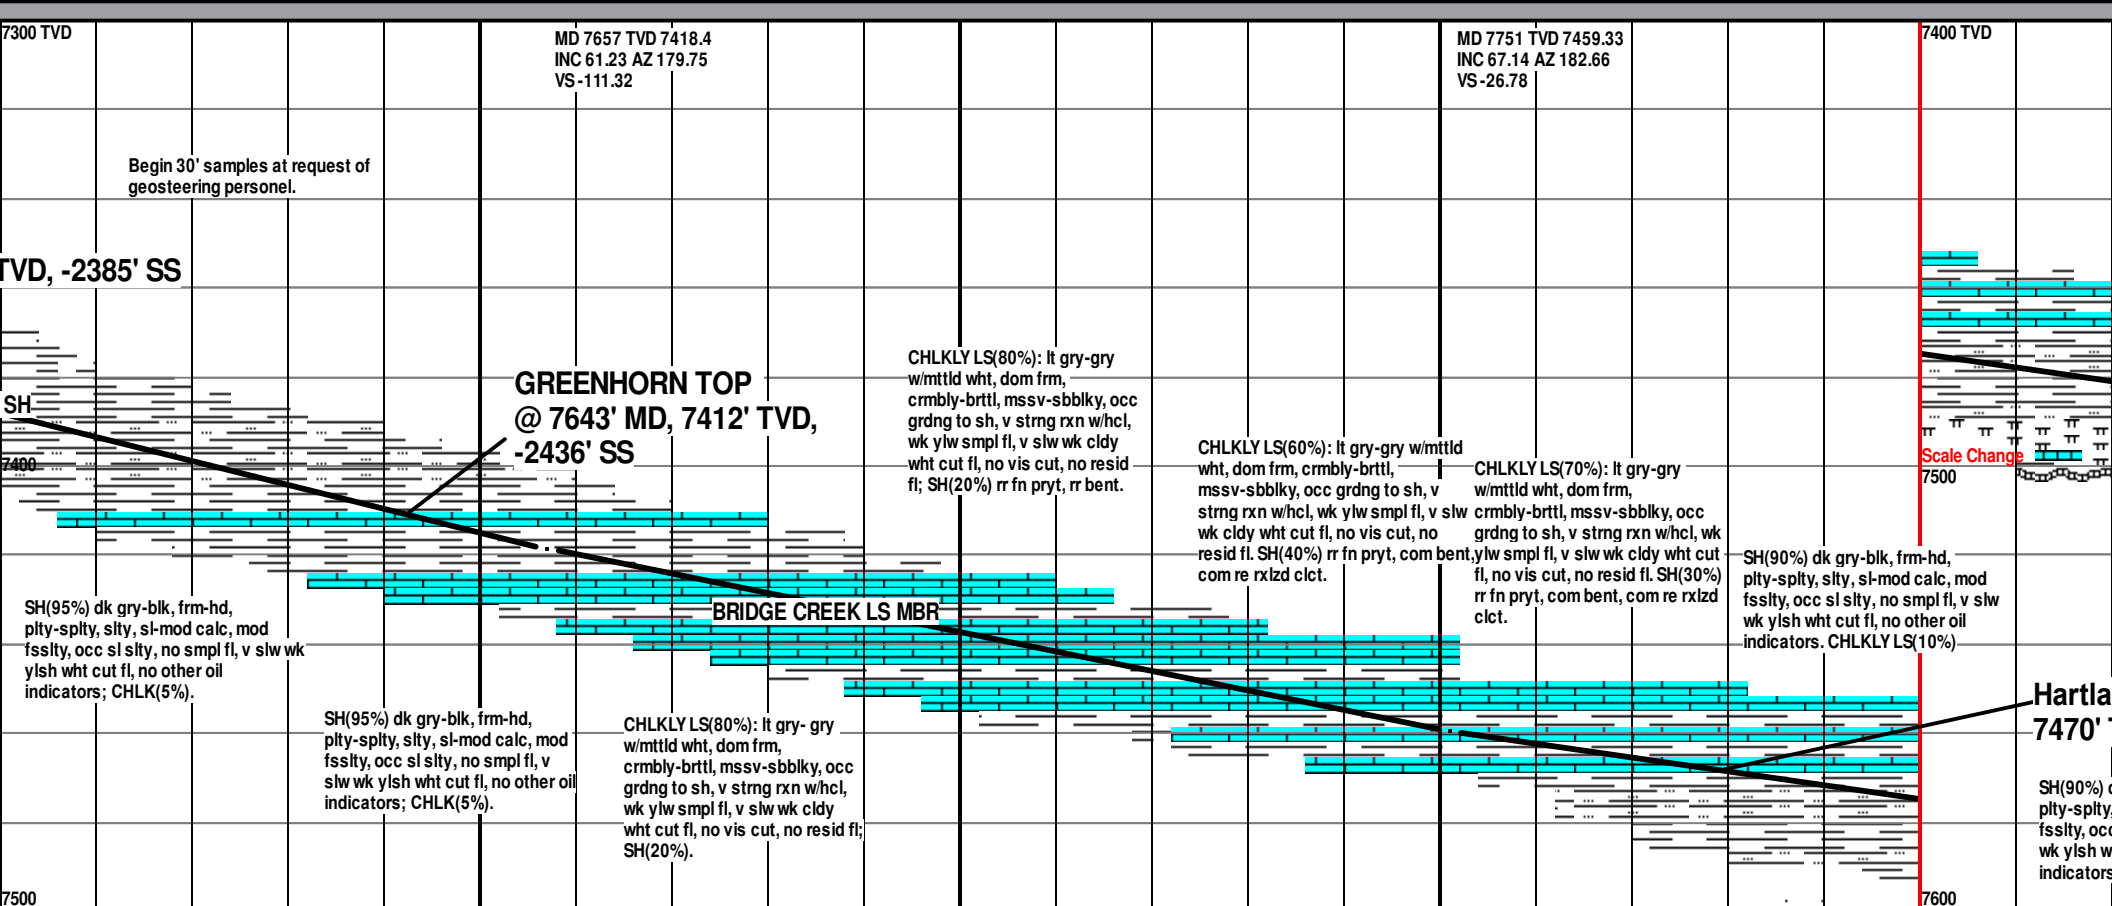 7300 TVD
MD 7657 TVD 7418.4
INC 61.23 AZ 179.75
VS -111.32
MD 7751 TVD 7459.33
INC 67.14 AZ 182.66
VS -26.78
7400 TVD
Begin 30' samples at request of
geosteering personel.
TVD, -2385' SS
SH
7400
GREENHORN TOP
@ 7643' MD, 7412' TVD,
-2436' SS
CHLKLY LS(80%): lt gry-gry
w/mttld wht, dom frm,
crmbly-brttl, mssv-sbblky, occ
grdng to sh, v strng rxn w/hcl,
wk ylw smpl fl, v slw wk cldy
wht cut fl, no vis cut, no resid
fl; SH(20%) rr fn pryt, rr bent.
CHLKLY LS(60%): lt gry-gry w/mttld
wht, dom frm, crmbly-brttl,
mssv-sbblky, occ grdng to sh, v
strng rxn w/hcl, wk ylw smpl fl, v slw
wk cldy wht cut fl, no vis cut, no
resid fl. SH(40%) rr fn pryt, com bent,
com re rxlzd clct.
CHLKLY LS(70%): lt gry-gry
w/mttld wht, dom frm,
crmbly-brttl, mssv-sbblky, occ
grdng to sh, v strng rxn w/hcl, wk
ylw smpl fl, v slw wk cldy wht cut
fl, no vis cut, no resid fl. SH(30%)
rr fn pryt, com bent, com re rxlzd
clct.
SH(90%) dk gry-blk, frm-hd,
plty-splty, slty, sl-mod calc, mod
fsslty, occ sl slty, no smpl fl, v slw
wk ylsh wht cut fl, no other oil
indicators. CHLKLY LS(10%)
Scale Change
7500
BRIDGE CREEK LS MBR
SH(95%) dk gry-blk, frm-hd,
plty-splty, slty, sl-mod calc, mod
fsslty, occ sl slty, no smpl fl, v slw wk
ylsh wht cut fl, no other oil
indicators; CHLK(5%).
SH(95%) dk gry-blk, frm-hd,
plty-splty, slty, sl-mod calc, mod
fsslty, occ sl slty, no smpl fl, v
slw wk ylsh wht cut fl, no other oil
indicators; CHLK(5%).
CHLKLY LS(80%): lt gry- gry
w/mttld wht, dom frm,
crmbly-brttl, mssv-sbblky, occ
grdng to sh, v strng rxn w/hcl,
wk ylw smpl fl, v slw wk cldy
wht cut fl, no vis cut, no resid fl;
SH(20%).
Hartla
7470'
SH(90%)
plty-splty,
fsslty, occ
wk ylsh w
indicators
7500
7600